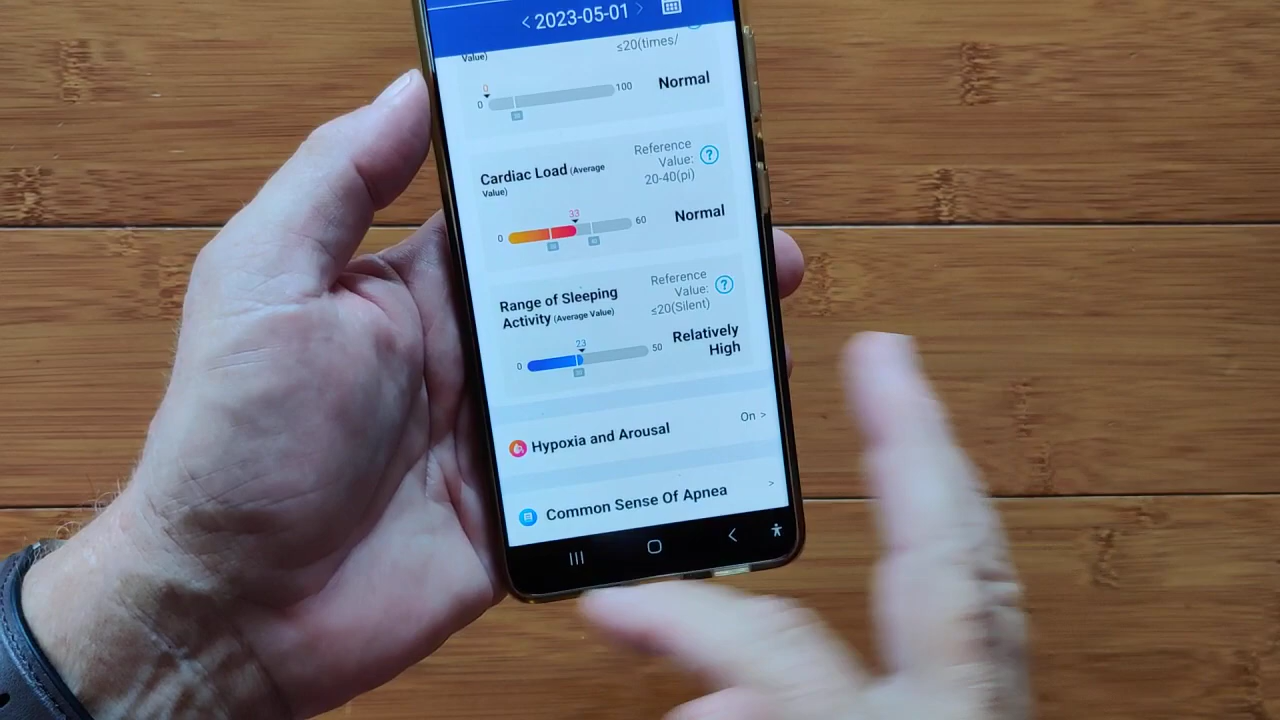 <2023-05-01>
Value)
≤20(times/
0
0
100
Normal
Cardiac Load (Average
Value)
Reference
Value:
20-40(pi)
?
33
0
60
Normal
Range of Sleeping
Activity (Average Value)
Reference
Value:
≤20(Silent)
?
23
0
50
Relatively
High
Hypoxia and Arousal
On >
Common Sense Of Apnea
>